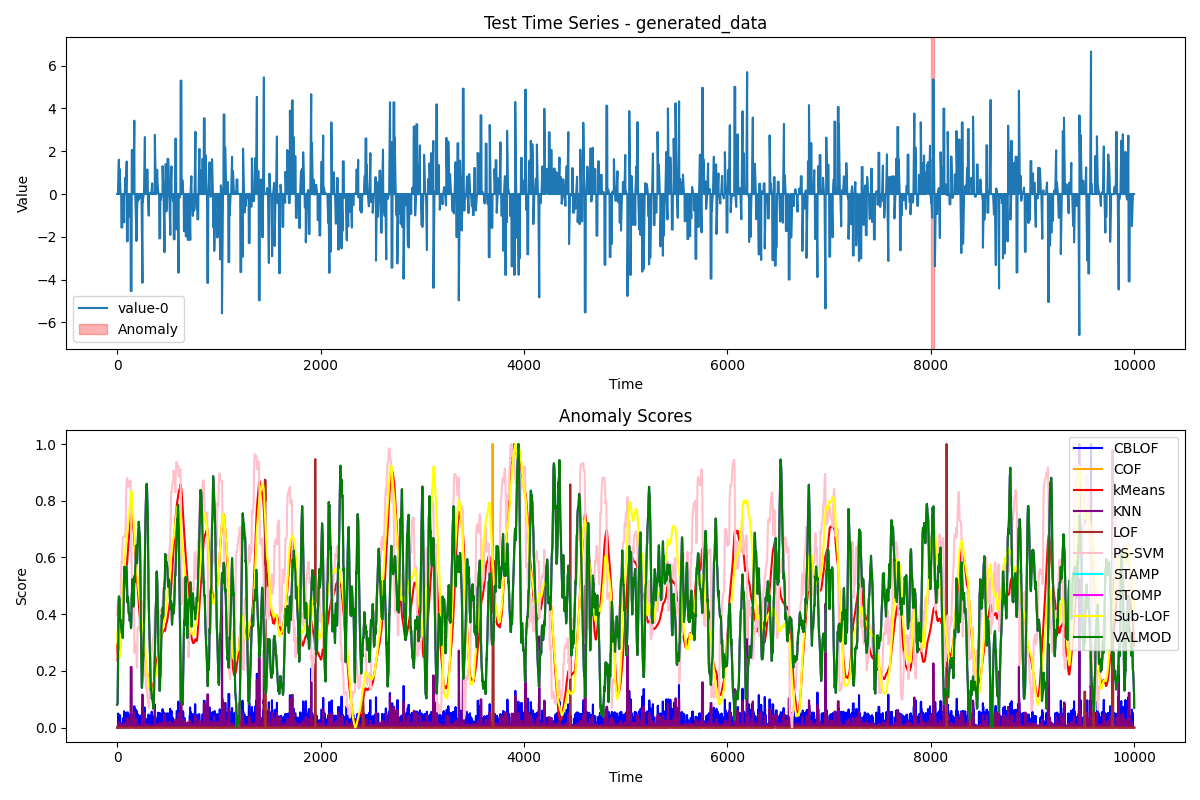 Test Time Series - generated_data
6
4
2
0
−2
−4
−6
Value
value-0
Anomaly
0
2000
4000
6000
8000
10000
Time
Anomaly Scores
1.0
0.8
0.6
0.4
0.2
0.0
Score
CBLOF
COF
kMeans
KNN
LOF
PS-SVM
STAMP
STOMP
Sub-LOF
VALMOD
0
2000
4000
6000
8000
10000
Time